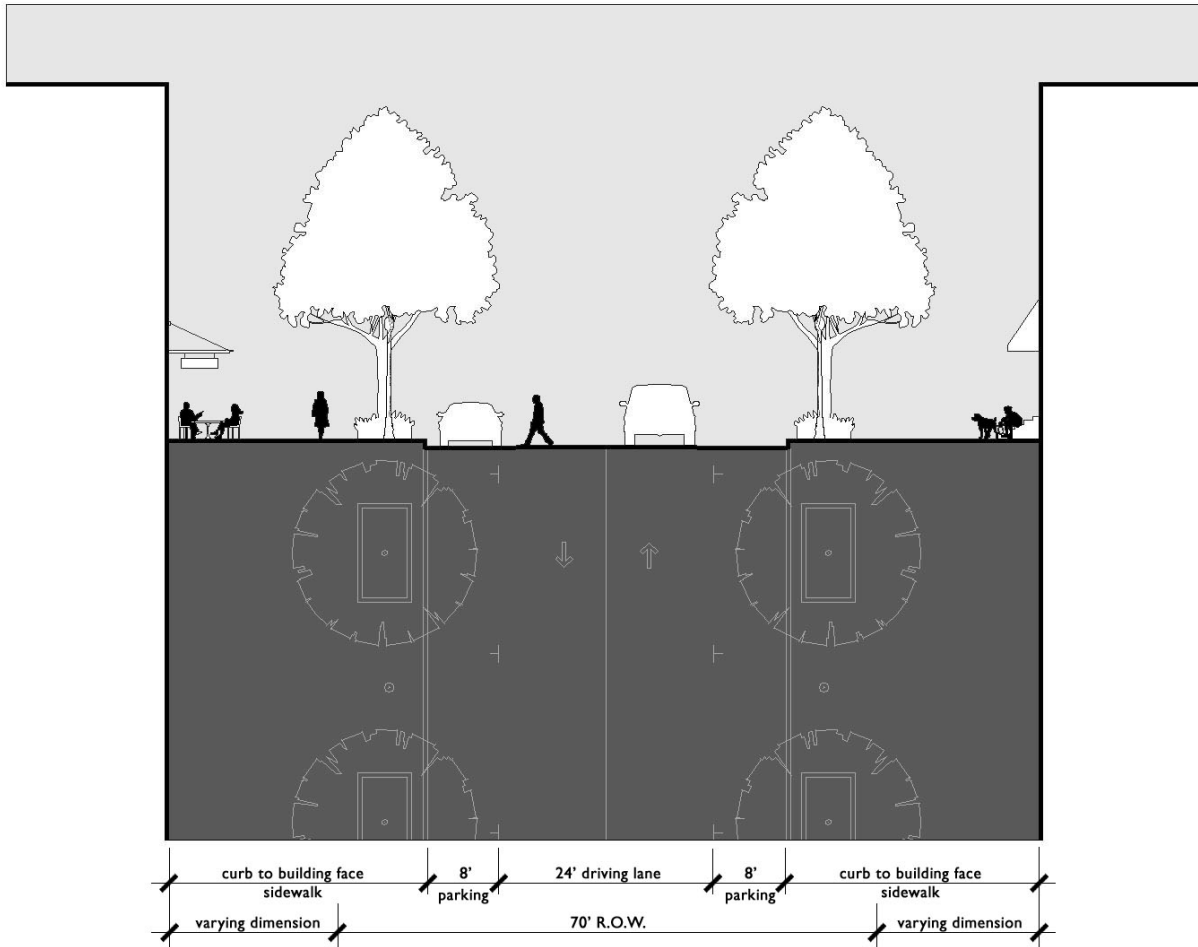 curb to building face
sidewalk
8'
parking
24' driving lane
8'
parking
curb to building face
sidewalk
varying dimension
70' R.O.W.
varying dimension